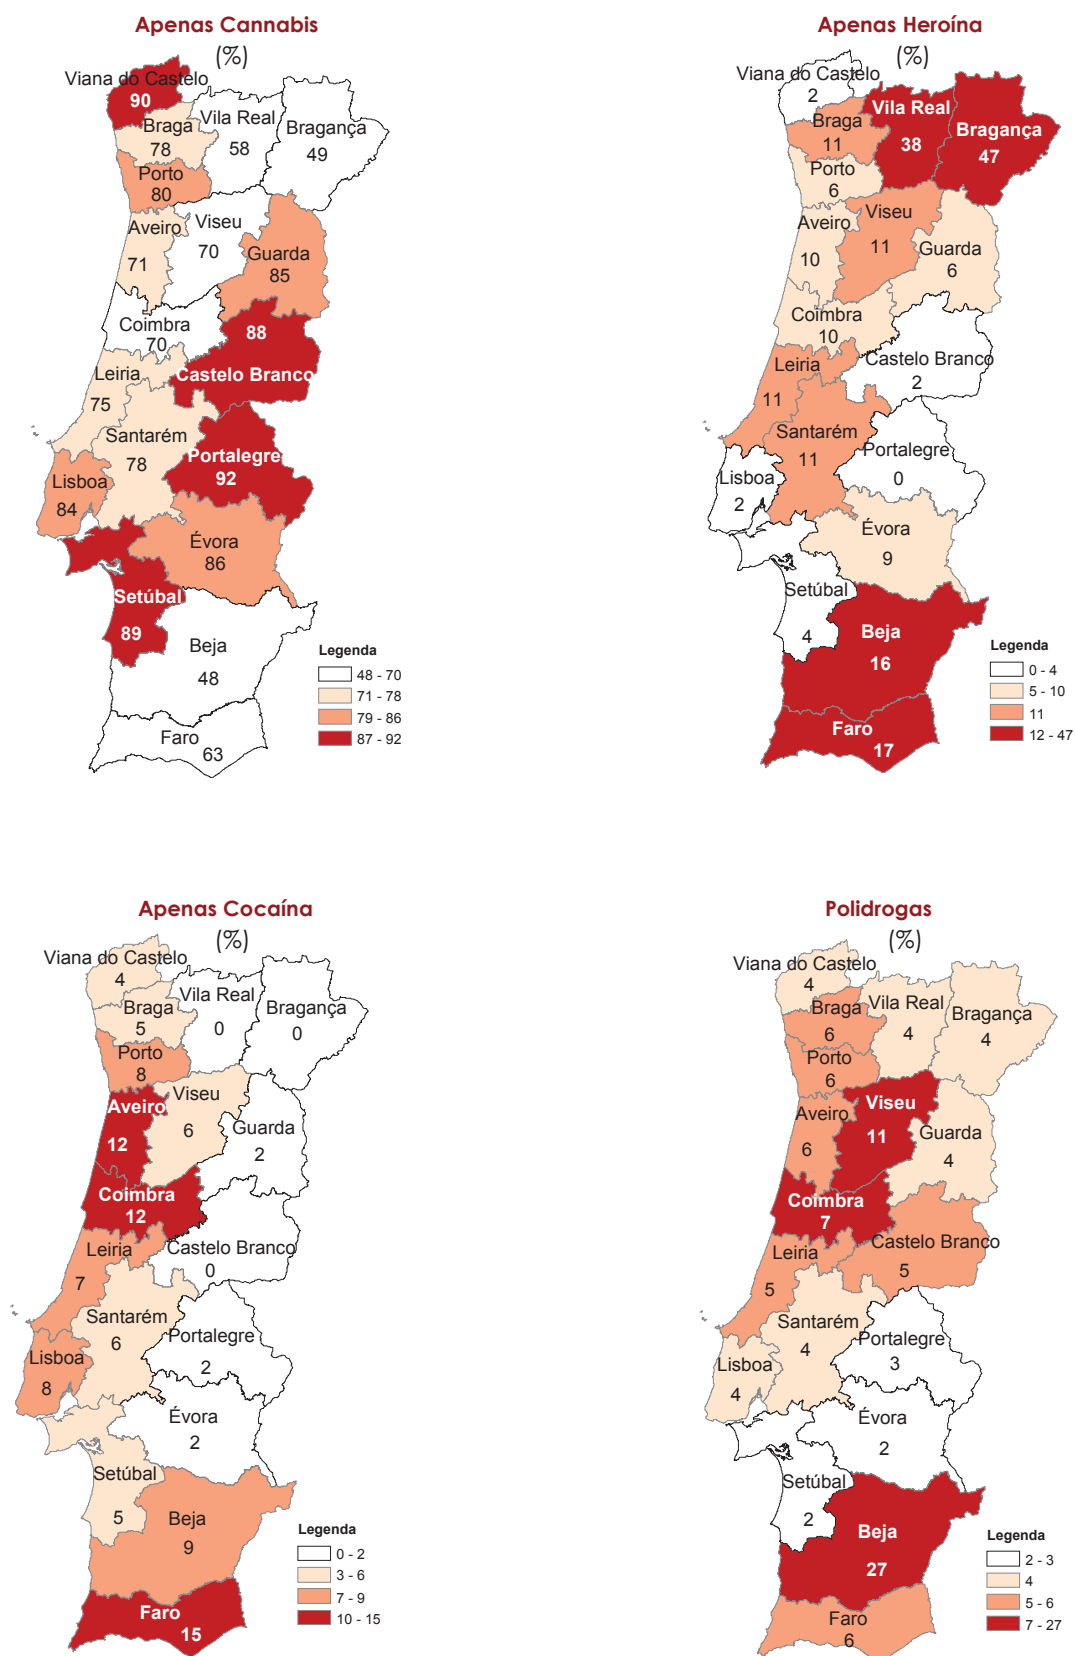 Apenas Cannabis
(%)
Viana do Castelo
90
Braga
78
Vila Real
58
Bragança
49
Porto
80
Aveiro
71
Viseu
70
Guarda
85
Coimbra
70
88
Castelo Branco
Leiria
75
Santarém
78
Portalegre
92
Lisboa
84
Évora
86
Setúbal
89
Beja
48
Faro
63
Legenda
48 - 70
71 - 78
79 - 86
87 - 92
Apenas Heroína
(%)
Viana do Castelo
2
Braga
11
Vila Real
38
Bragança
47
Porto
6
Aveiro
10
Viseu
11
Guarda
6
Coimbra
10
Castelo Branco
2
Leiria
11
Santarém
11
Portalegre
0
Lisboa
2
Évora
9
Setúbal
4
Beja
16
Faro
17
Legenda
0 - 4
5 - 10
11
12 - 47
Apenas Cocaína
(%)
Viana do Castelo
4
Braga
5
Vila Real
0
Bragança
0
Porto
8
Aveiro
12
Viseu
6
Guarda
2
Coimbra
12
Castelo Branco
0
Leiria
7
Santarém
6
Portalegre
2
Lisboa
8
Évora
2
Setúbal
5
Beja
9
Faro
15
Legenda
0 - 2
3 - 6
7 - 9
10 - 15
Polidrogas
(%)
Viana do Castelo
4
Braga
6
Vila Real
4
Bragança
4
Porto
6
Aveiro
6
Viseu
11
Guarda
4
Coimbra
7
Castelo Branco
5
Leiria
5
Santarém
4
Portalegre
3
Lisboa
4
Évora
2
Setúbal
2
Beja
27
Faro
6
Legenda
2 - 3
4
5 - 6
7 - 27